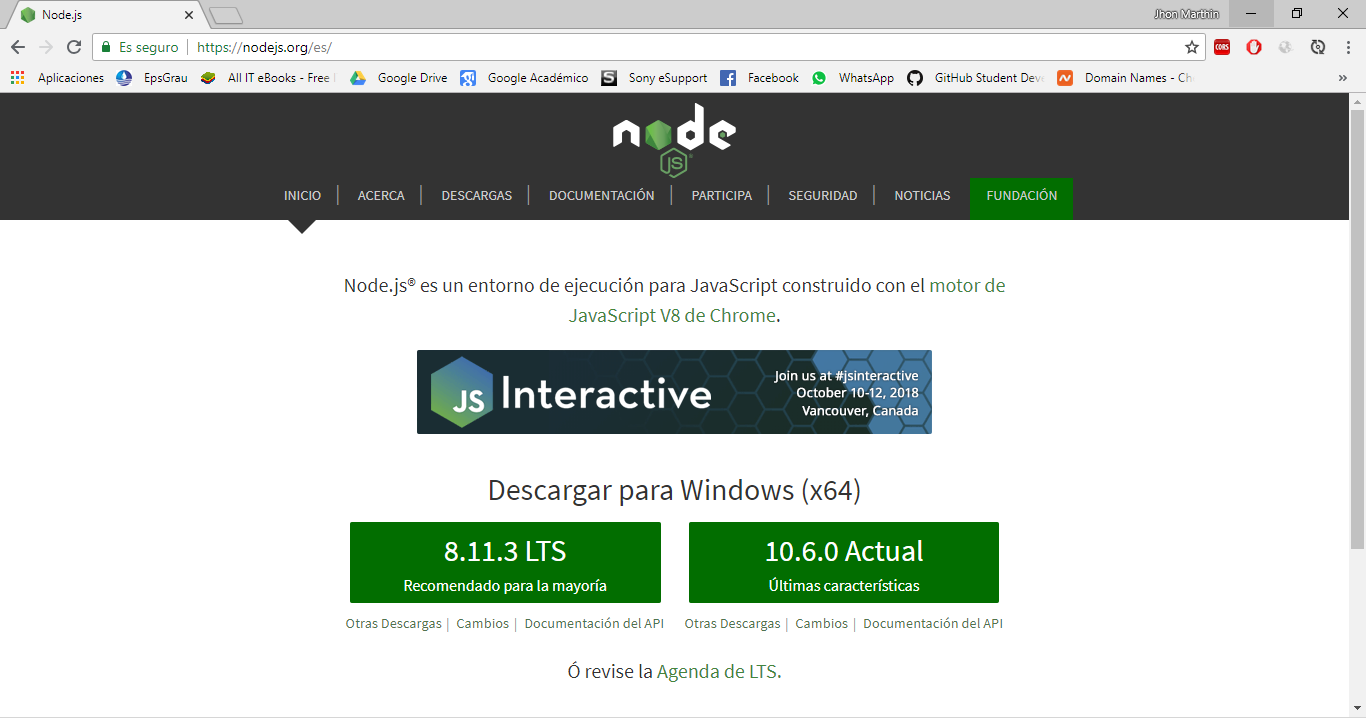 Node.js
Jhon Marthin
Es seguro https://nodejs.org/es/
CORS
Aplicaciones EpsGrau All IT eBooks - Free Google Drive Google Académico S Sony eSupport Facebook WhatsApp GitHub Student Dev Domain Names - Ch »
node
JS
INICIO | ACERCA | DESCARGAS | DOCUMENTACIÓN | PARTICIPA | SEGURIDAD | NOTICIAS FUNDACIÓN
Node.js® es un entorno de ejecución para JavaScript construido con el motor de
JavaScript V8 de Chrome.
JS Interactive
Join us at #jsinteractive
October 10-12, 2018
Vancouver, Canada
Descargar para Windows (x64)
8.11.3 LTS
Recomendado para la mayoría
10.6.0 Actual
Últimas características
Otras Descargas | Cambios | Documentación del API
Otras Descargas | Cambios | Documentación del API
Ó revise la Agenda de LTS.